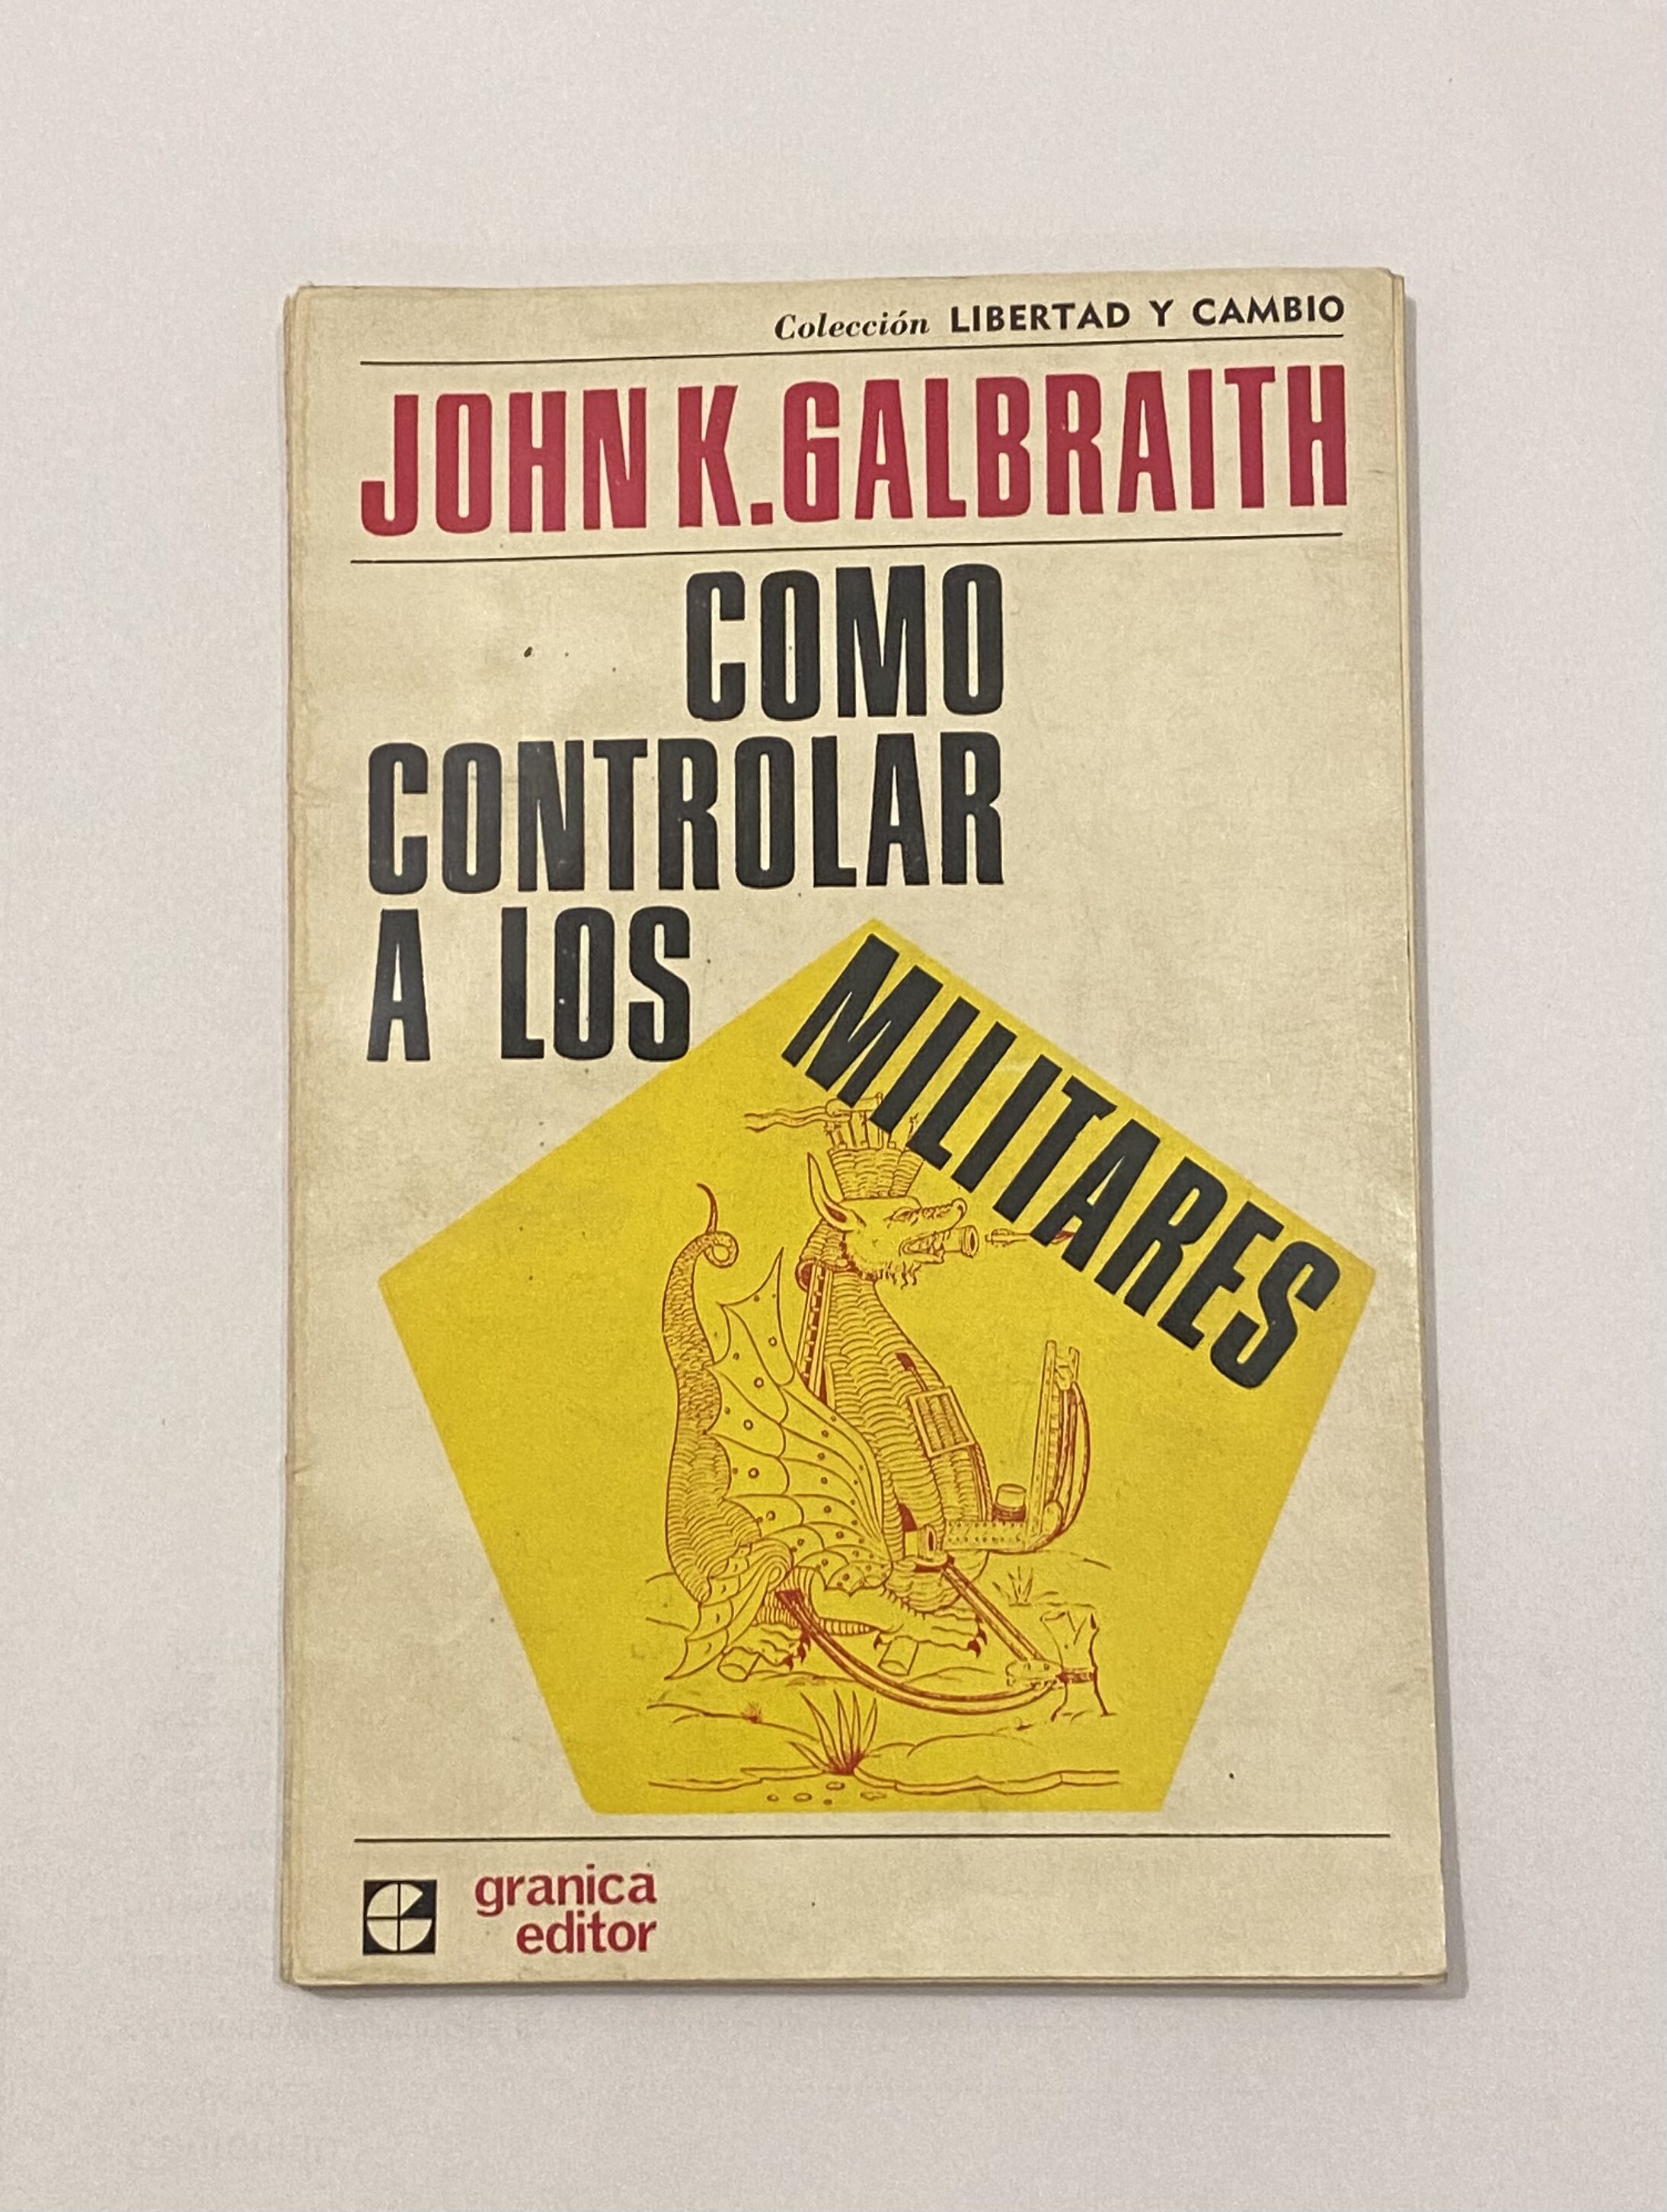 Colección LIBERTAD Y CAMBIO
JOHN K. GALBRAITH
COMO
CONTROLAR
A LOS
MILITARES
granica
editor